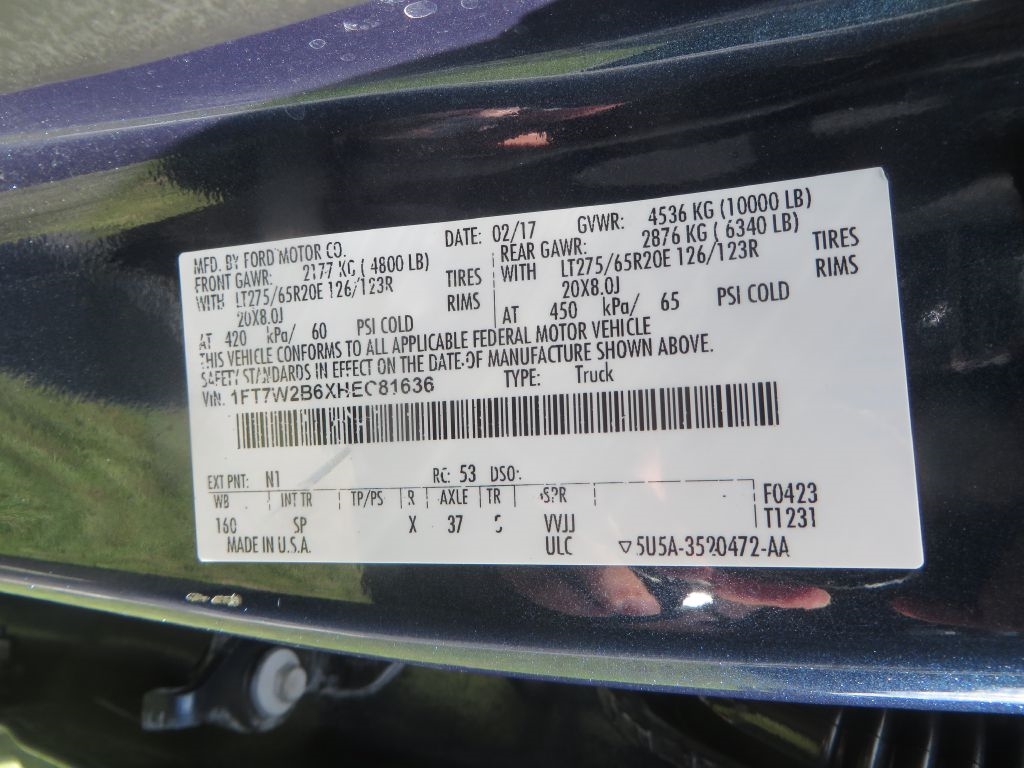 MFD. BY FORD MOTOR CO. DATE: 02/17 GVWR: 4536 KG (10000 LB)
FRONT GAWR: 2177 KG ( 4800 LB) REAR GAWR: 2876 KG ( 6340 LB)
WITH LT275/65R20E 126/123R TIRES WITH LT275/65R20E 126/123R TIRES
20X8.0J RIMS 20X8.0J RIMS
AT 420 kPa/ 60 PSI COLD AT 450 kPa/ 65 PSI COLD
THIS VEHICLE CONFORMS TO ALL APPLICABLE FEDERAL MOTOR VEHICLE
SAFETY STANDARDS IN EFFECT ON THE DATE OF MANUFACTURE SHOWN ABOVE.
VIN: 1FT7W2B6XHEC81636 TYPE: Truck
EXT PNT: N1 RC: 53 DSO:
WB INT TR TP/PS R AXLE TR SPR F0423
160 SP X 37 VVJJ T1231
MADE IN U.S.A. ULC ▽5U5A-3520472-AA